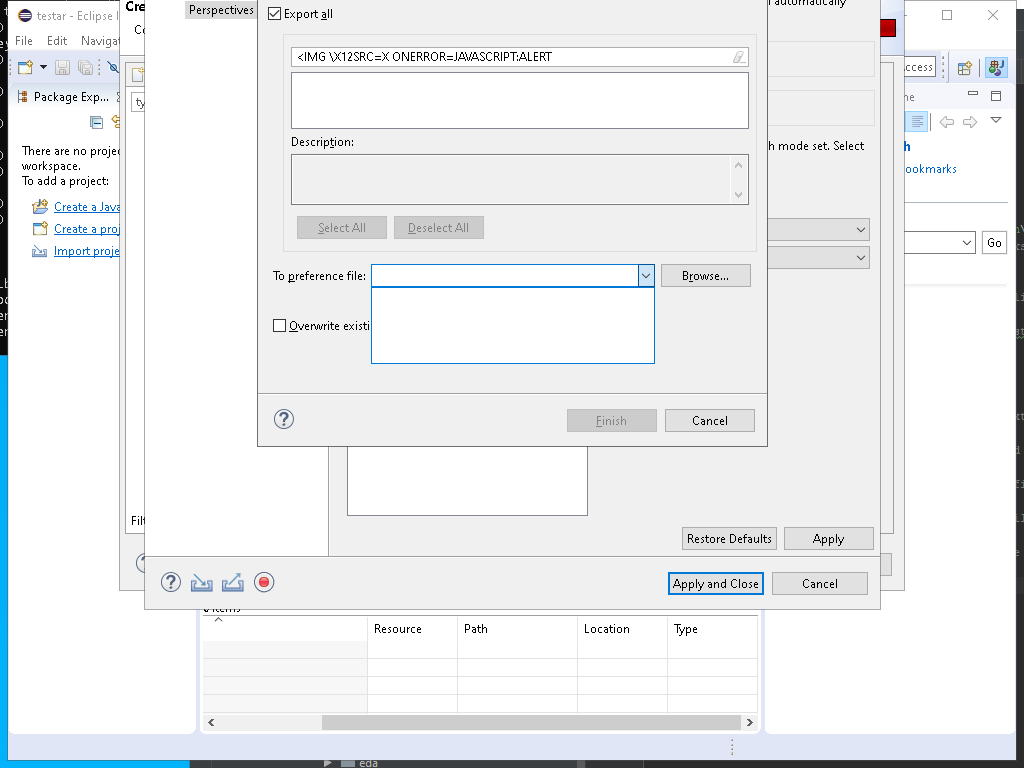 testar - Eclipse I
Cre
Perspectives
Export all
automatically
File
Edit
Navigat
<IMG \X12SRC=X ONERROR=JAVASCRIPT:ALERT
ccess
Package Exp...
ty
There are no projec
workspace.
To add a project:
Create a Java
Create a proj
Import proje
Description:
h mode set. Select
h
ookmarks
Select All
Deselect All
Go
To preference file:
Browse...
Overwrite existi
Finish
Cancel
Filt
Restore Defaults
Apply
Apply and Close
Cancel
0 items
Resource
Path
Location
Type
eda